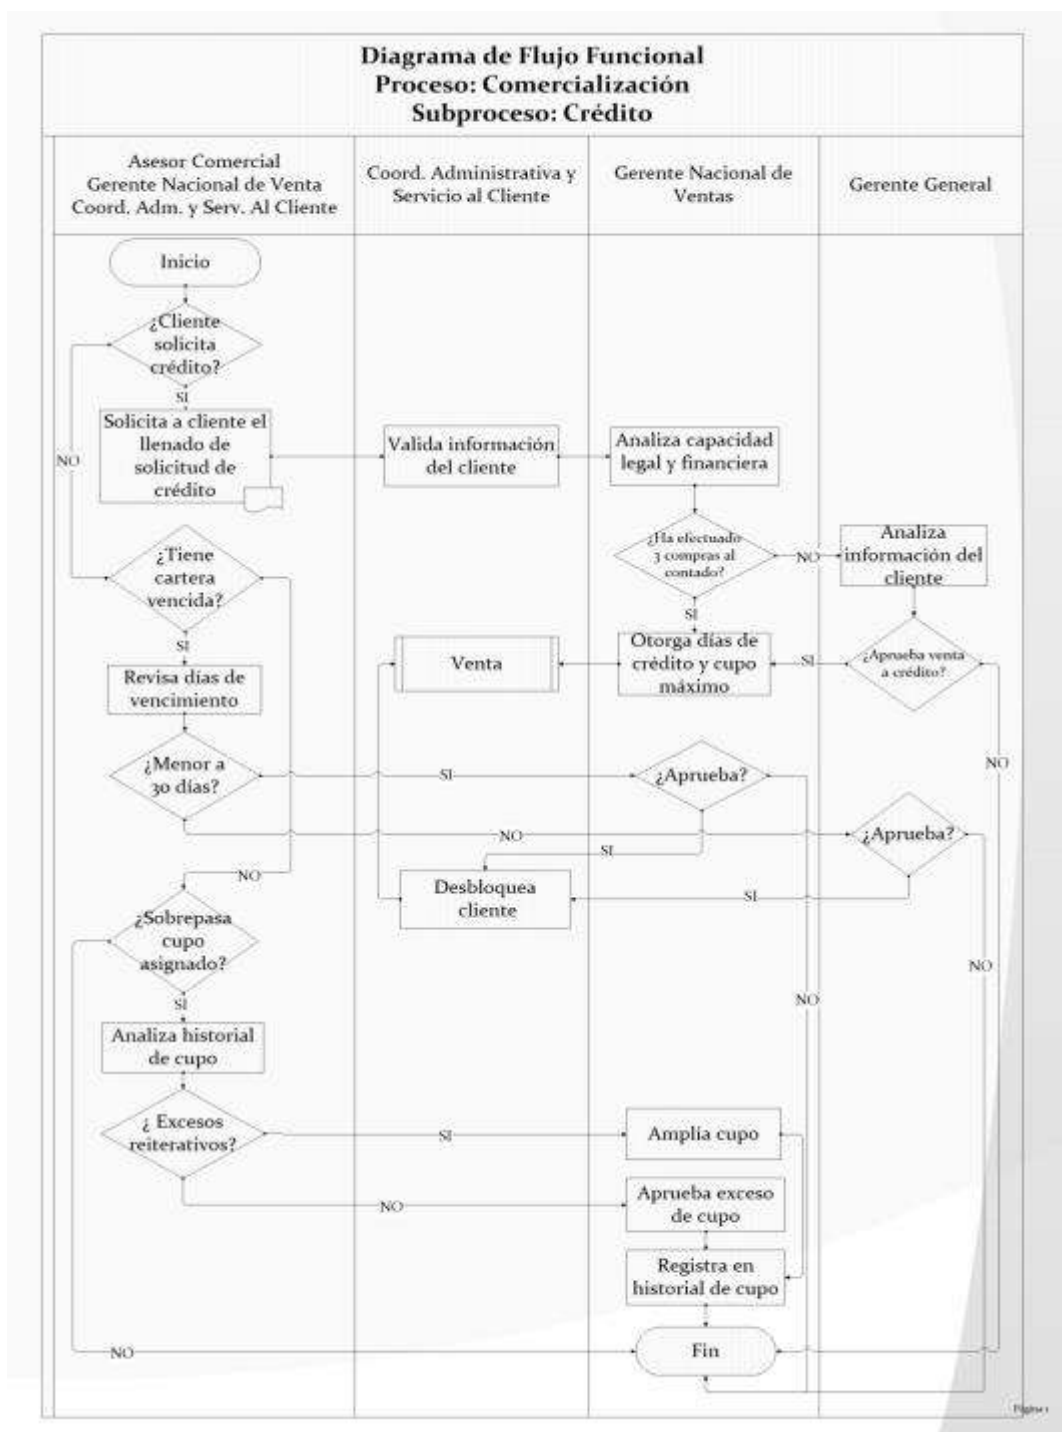 Diagrama de Flujo Funcional
Proceso: Comercialización
Subproceso: Crédito
Asesor Comercial
Gerente Nacional de Venta
Coord. Adm. y Serv. Al Cliente
Coord. Administrativa y
Servicio al Cliente
Gerente Nacional de
Ventas
Gerente General
Inicio
¿Cliente
solicita
crédito?
SI
NO
Solicita a cliente el
llenado de
solicitud de
crédito
Valida información
del cliente
Analiza capacidad
legal y financiera
¿Ha efectuado
3 compras al
contado?
NO
SI
Analiza
información del
cliente
¿Tiene
cartera
vencida?
SI
Venta
Otorga días de
crédito y cupo
máximo
SI
¿Aprueba venta
a crédito?
NO
Revisa días de
vencimiento
¿Menor a
30 días?
SI
¿Aprueba?
NO
¿Aprueba?
SI
NO
Desbloquea
cliente
SI
¿Sobrepasa
cupo
asignado?
NO
NO
SI
Analiza historial
de cupo
¿ Excesos
reiterativos?
SI
Amplía cupo
NO
Aprueba exceso
de cupo
Registra en
historial de cupo
NO
Fin
Página 1